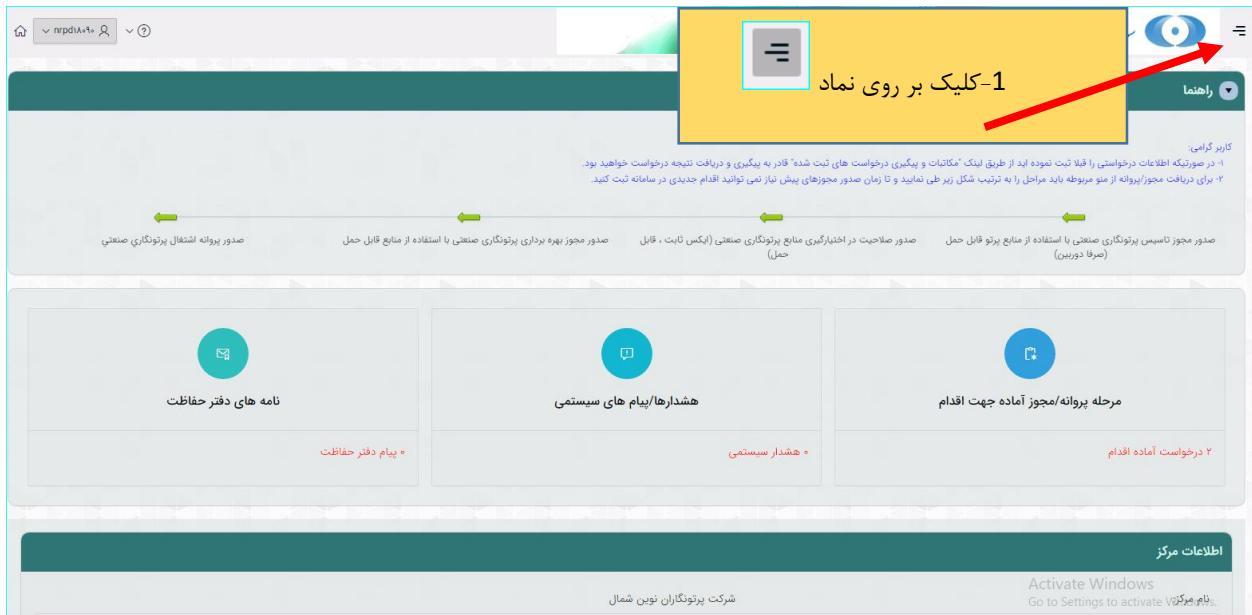 nrpd۱۸۰۹۰
1-کلیک بر روی نماد
راهنما
کاربر گرامی:
۱- در صورتیکه اطلاعات درخواستی را قبلا ثبت نموده اید از طریق لینک "مکاتبات و پیگیری درخواست های ثبت شده" قادر به پیگیری و دریافت نتیجه درخواست خواهید بود.
۲- برای دریافت مجوز/پروانه از منو مربوطه باید مراحل را به ترتیب شکل زیر طی نمایید و تا زمان صدور مجوزهای پیش نیاز نمی توانید اقدام جدیدی در سامانه ثبت کنید.
صدور مجوز تاسیس پرتونگاری صنعتی با استفاده از منابع پرتو قابل حمل
(صرفا دوربین)
صدور صلاحیت در اختیارگیری منابع پرتونگاری صنعتی (ایکس ثابت ، قابل
حمل)
صدور مجوز بهره برداری پرتونگاری صنعتی با استفاده از منابع قابل حمل
صدور پروانه اشتغال پرتونگاري صنعتي
مرحله پروانه/مجوز آماده جهت اقدام
هشدارها/پیام های سیستمی
نامه های دفتر حفاظت
۲ درخواست آماده اقدام
۰ هشدار سیستمی
۰ پیام دفتر حفاظت
اطلاعات مرکز
نام مرکز:
شرکت پرتونگاران نوین شمال
Activate Windows
Go to Settings to activate Windows.